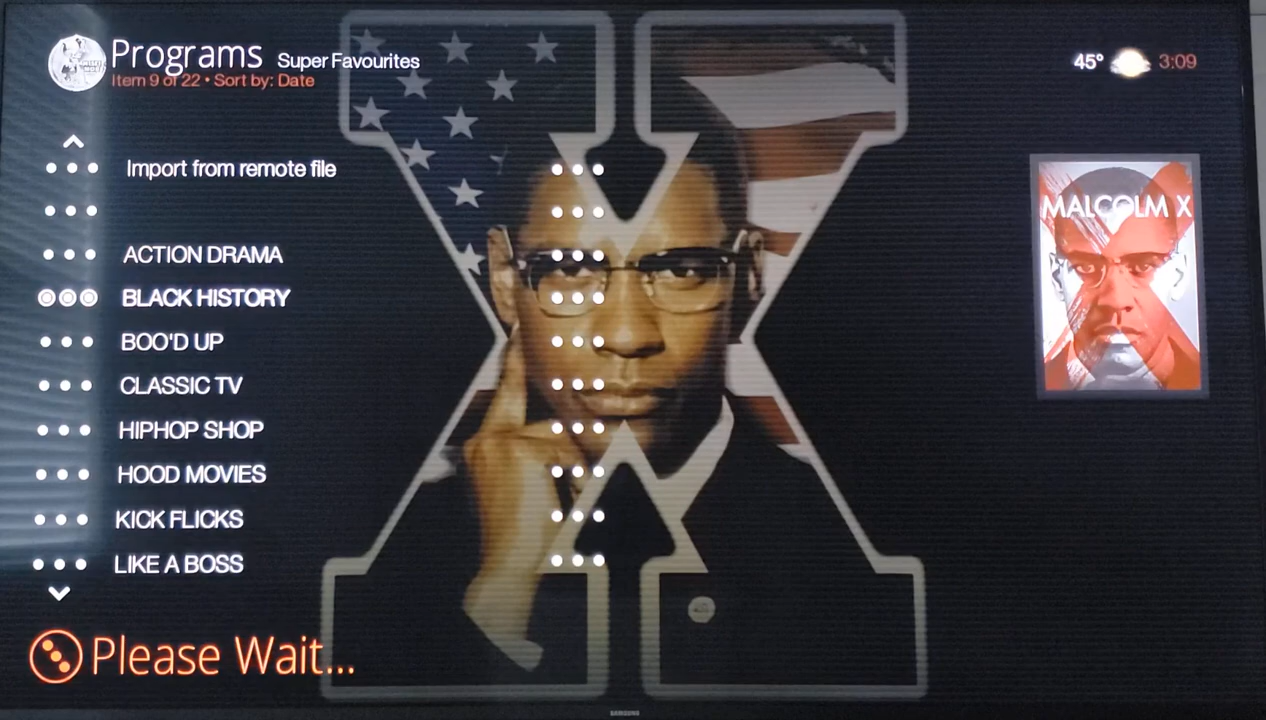 Programs Super Favourites
Item 9 of 22 • Sort by: Date
45° 3:09
Import from remote file
ACTION DRAMA
BLACK HISTORY
BOO'D UP
CLASSIC TV
HIPHOP SHOP
HOOD MOVIES
KICK FLICKS
LIKE A BOSS
MALCOLM X
Please Wait...
SAMSUNG